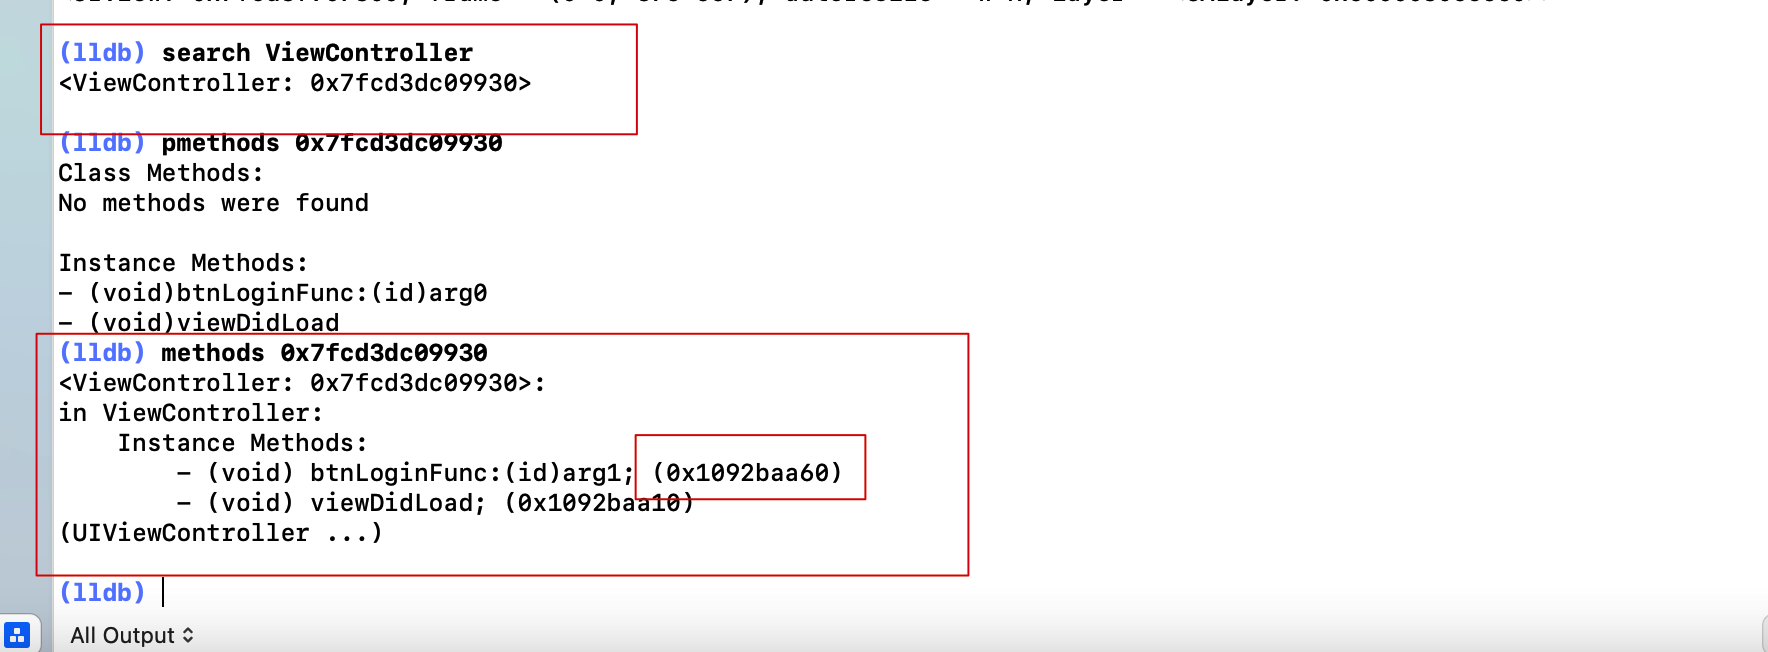 (lldb) search ViewController
<ViewController: 0x7fcd3dc09930>
(lldb) pmethods 0x7fcd3dc09930
Class Methods:
No methods were found
Instance Methods:
- (void)btnLoginFunc:(id)arg0
- (void)viewDidLoad
(lldb) methods 0x7fcd3dc09930
<ViewController: 0x7fcd3dc09930>:
in ViewController:
Instance Methods:
- (void) btnLoginFunc:(id)arg1; (0x1092baa60)
- (void) viewDidLoad; (0x1092baa10)
(UIViewController ...)
(lldb)
All Output